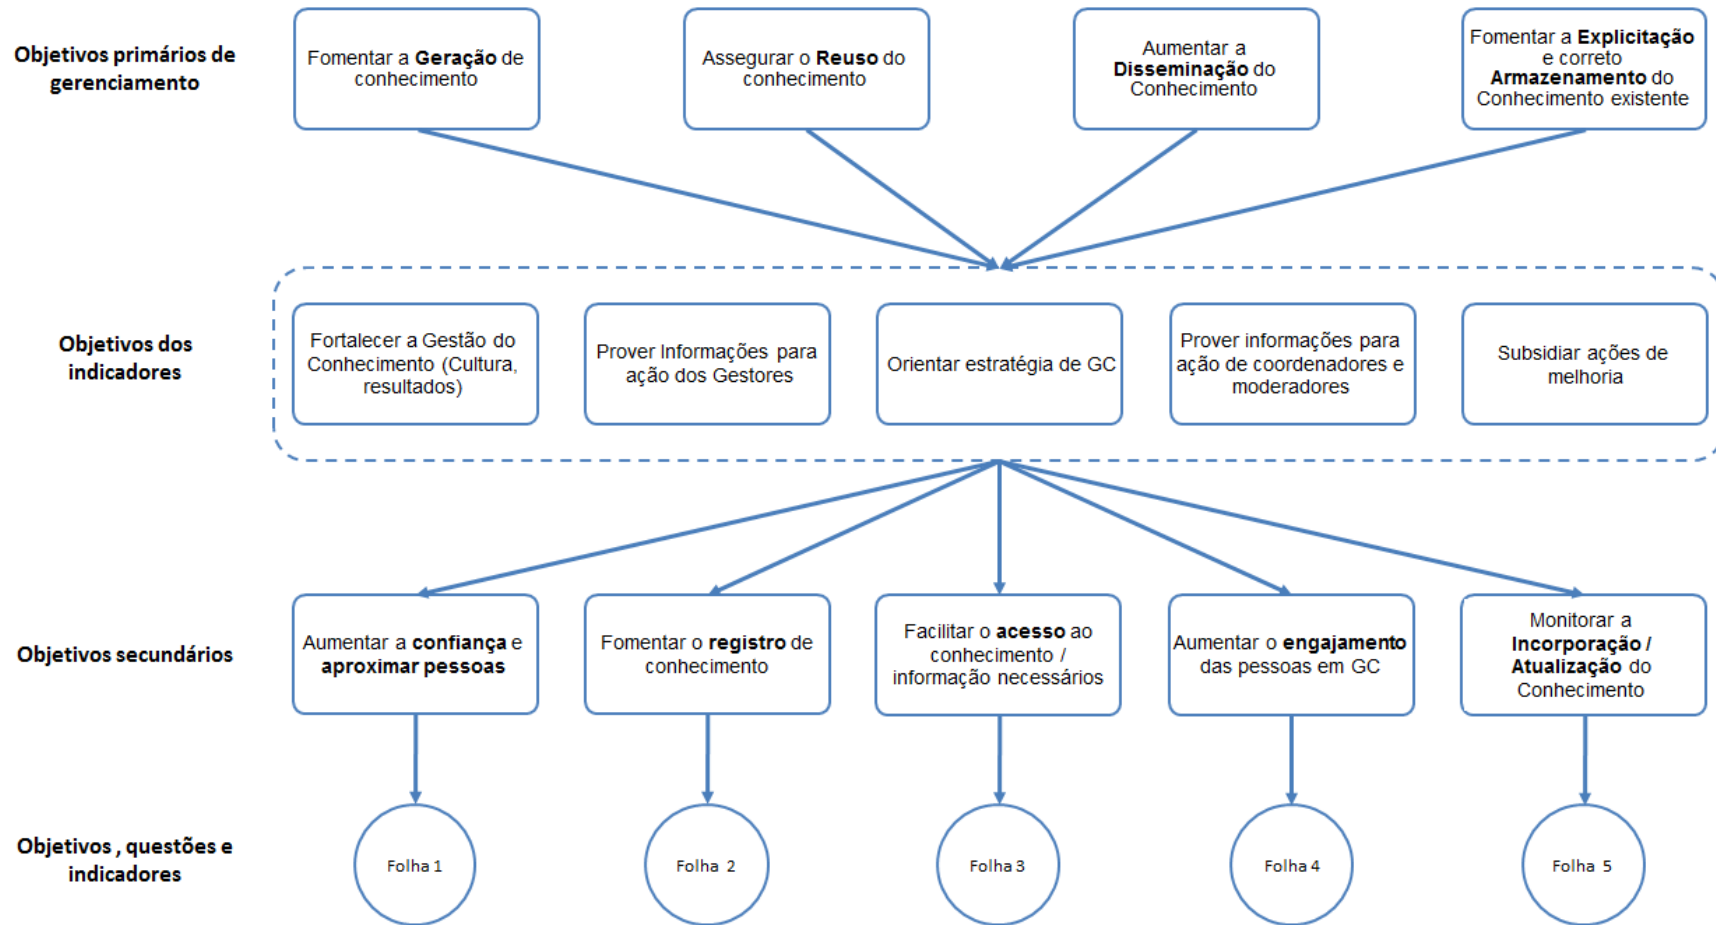 Objetivos primários de
gerenciamento
Fomentar a Geração de
conhecimento
Assegurar o Reuso do
conhecimento
Aumentar a
Disseminação do
Conhecimento
Fomentar a Explicitação
e correto
Armazenamento do
Conhecimento existente
Objetivos dos
indicadores
Fortalecer a Gestão do
Conhecimento (Cultura,
resultados)
Prover Informações para
ação dos Gestores
Orientar estratégia de GC
Prover informações para
ação de coordenadores e
moderadores
Subsidiar ações de
melhoria
Objetivos secundários
Aumentar a confiança e
aproximar pessoas
Fomentar o registro de
conhecimento
Facilitar o acesso ao
conhecimento /
informação necessários
Aumentar o engajamento
das pessoas em GC
Monitorar a
Incorporação /
Atualização do
Conhecimento
Objetivos , questões e
indicadores
Folha 1
Folha 2
Folha 3
Folha 4
Folha 5